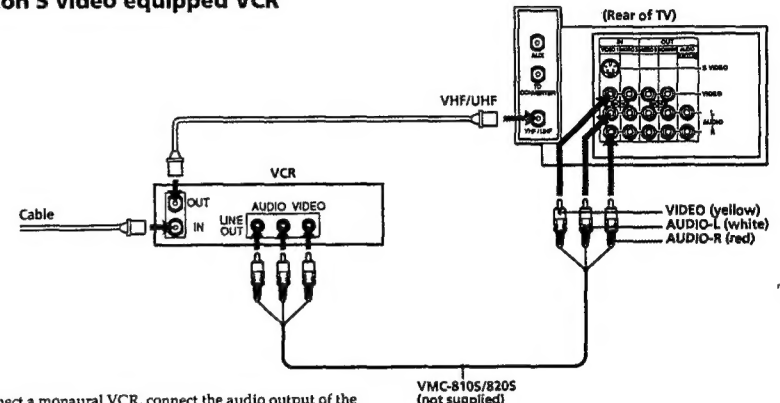 on S video equipped VCR
(Rear of TV)
AUX
TO
CONVERTER
VHF/UHF
VHF/UHF
IN
OUT
S VIDEO
VIDEO
AUDIO
VCR
OUT
IN
Cable
AUDIO VIDEO
LINE
OUT
VIDEO (yellow)
AUDIO-L (white)
AUDIO-R (red)
VMC-810S/820S
(not supplied)
nect a monaural VCR, connect the audio output of the